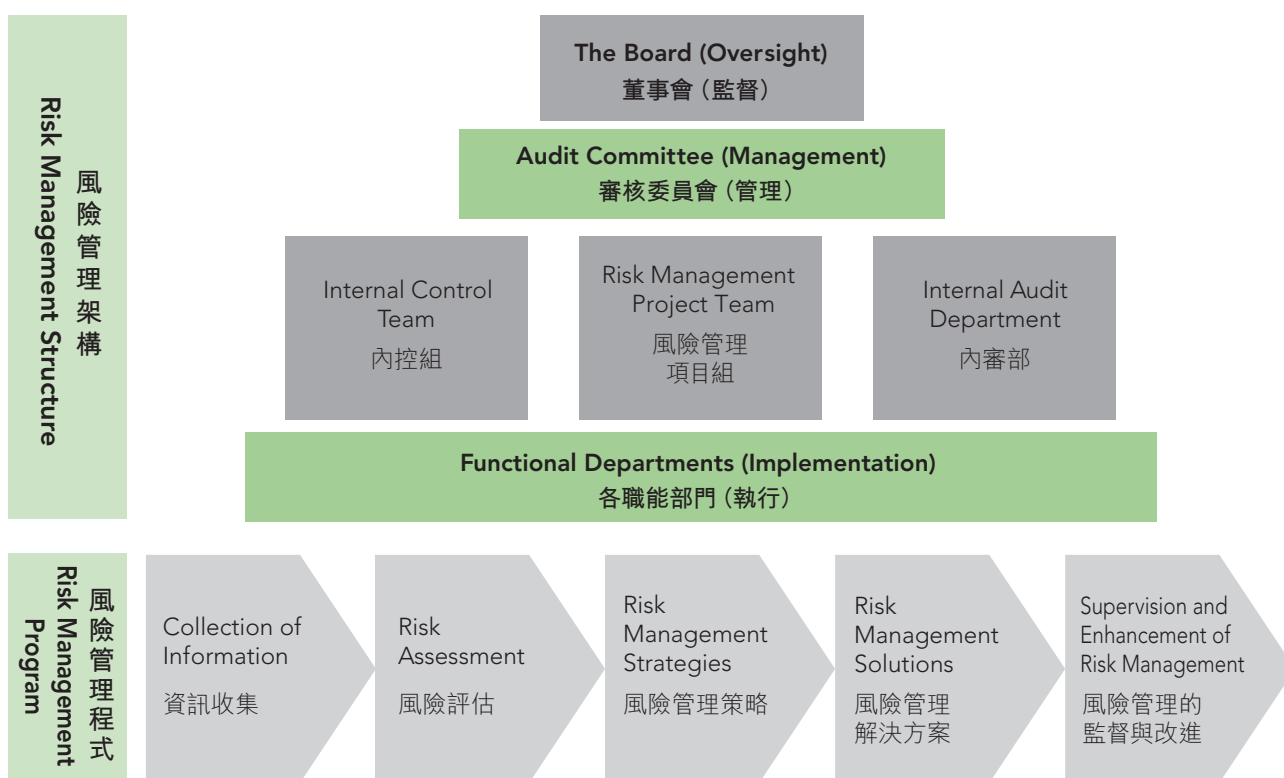 風險管理架構
Risk Management Structure
The Board (Oversight)
董事會（監督）
Audit Committee (Management)
審核委員會（管理）
Internal Control
Team
內控組
Risk Management
Project Team
風險管理
項目組
Internal Audit
Department
內審部
Functional Departments (Implementation)
各職能部門（執行）
風險管理程式
Risk Management
Program
Collection of
Information
資訊收集
Risk
Assessment
風險評估
Risk
Management
Strategies
風險管理策略
Risk
Management
Solutions
風險管理
解決方案
Supervision and
Enhancement of
Risk Management
風險管理的
監督與改進